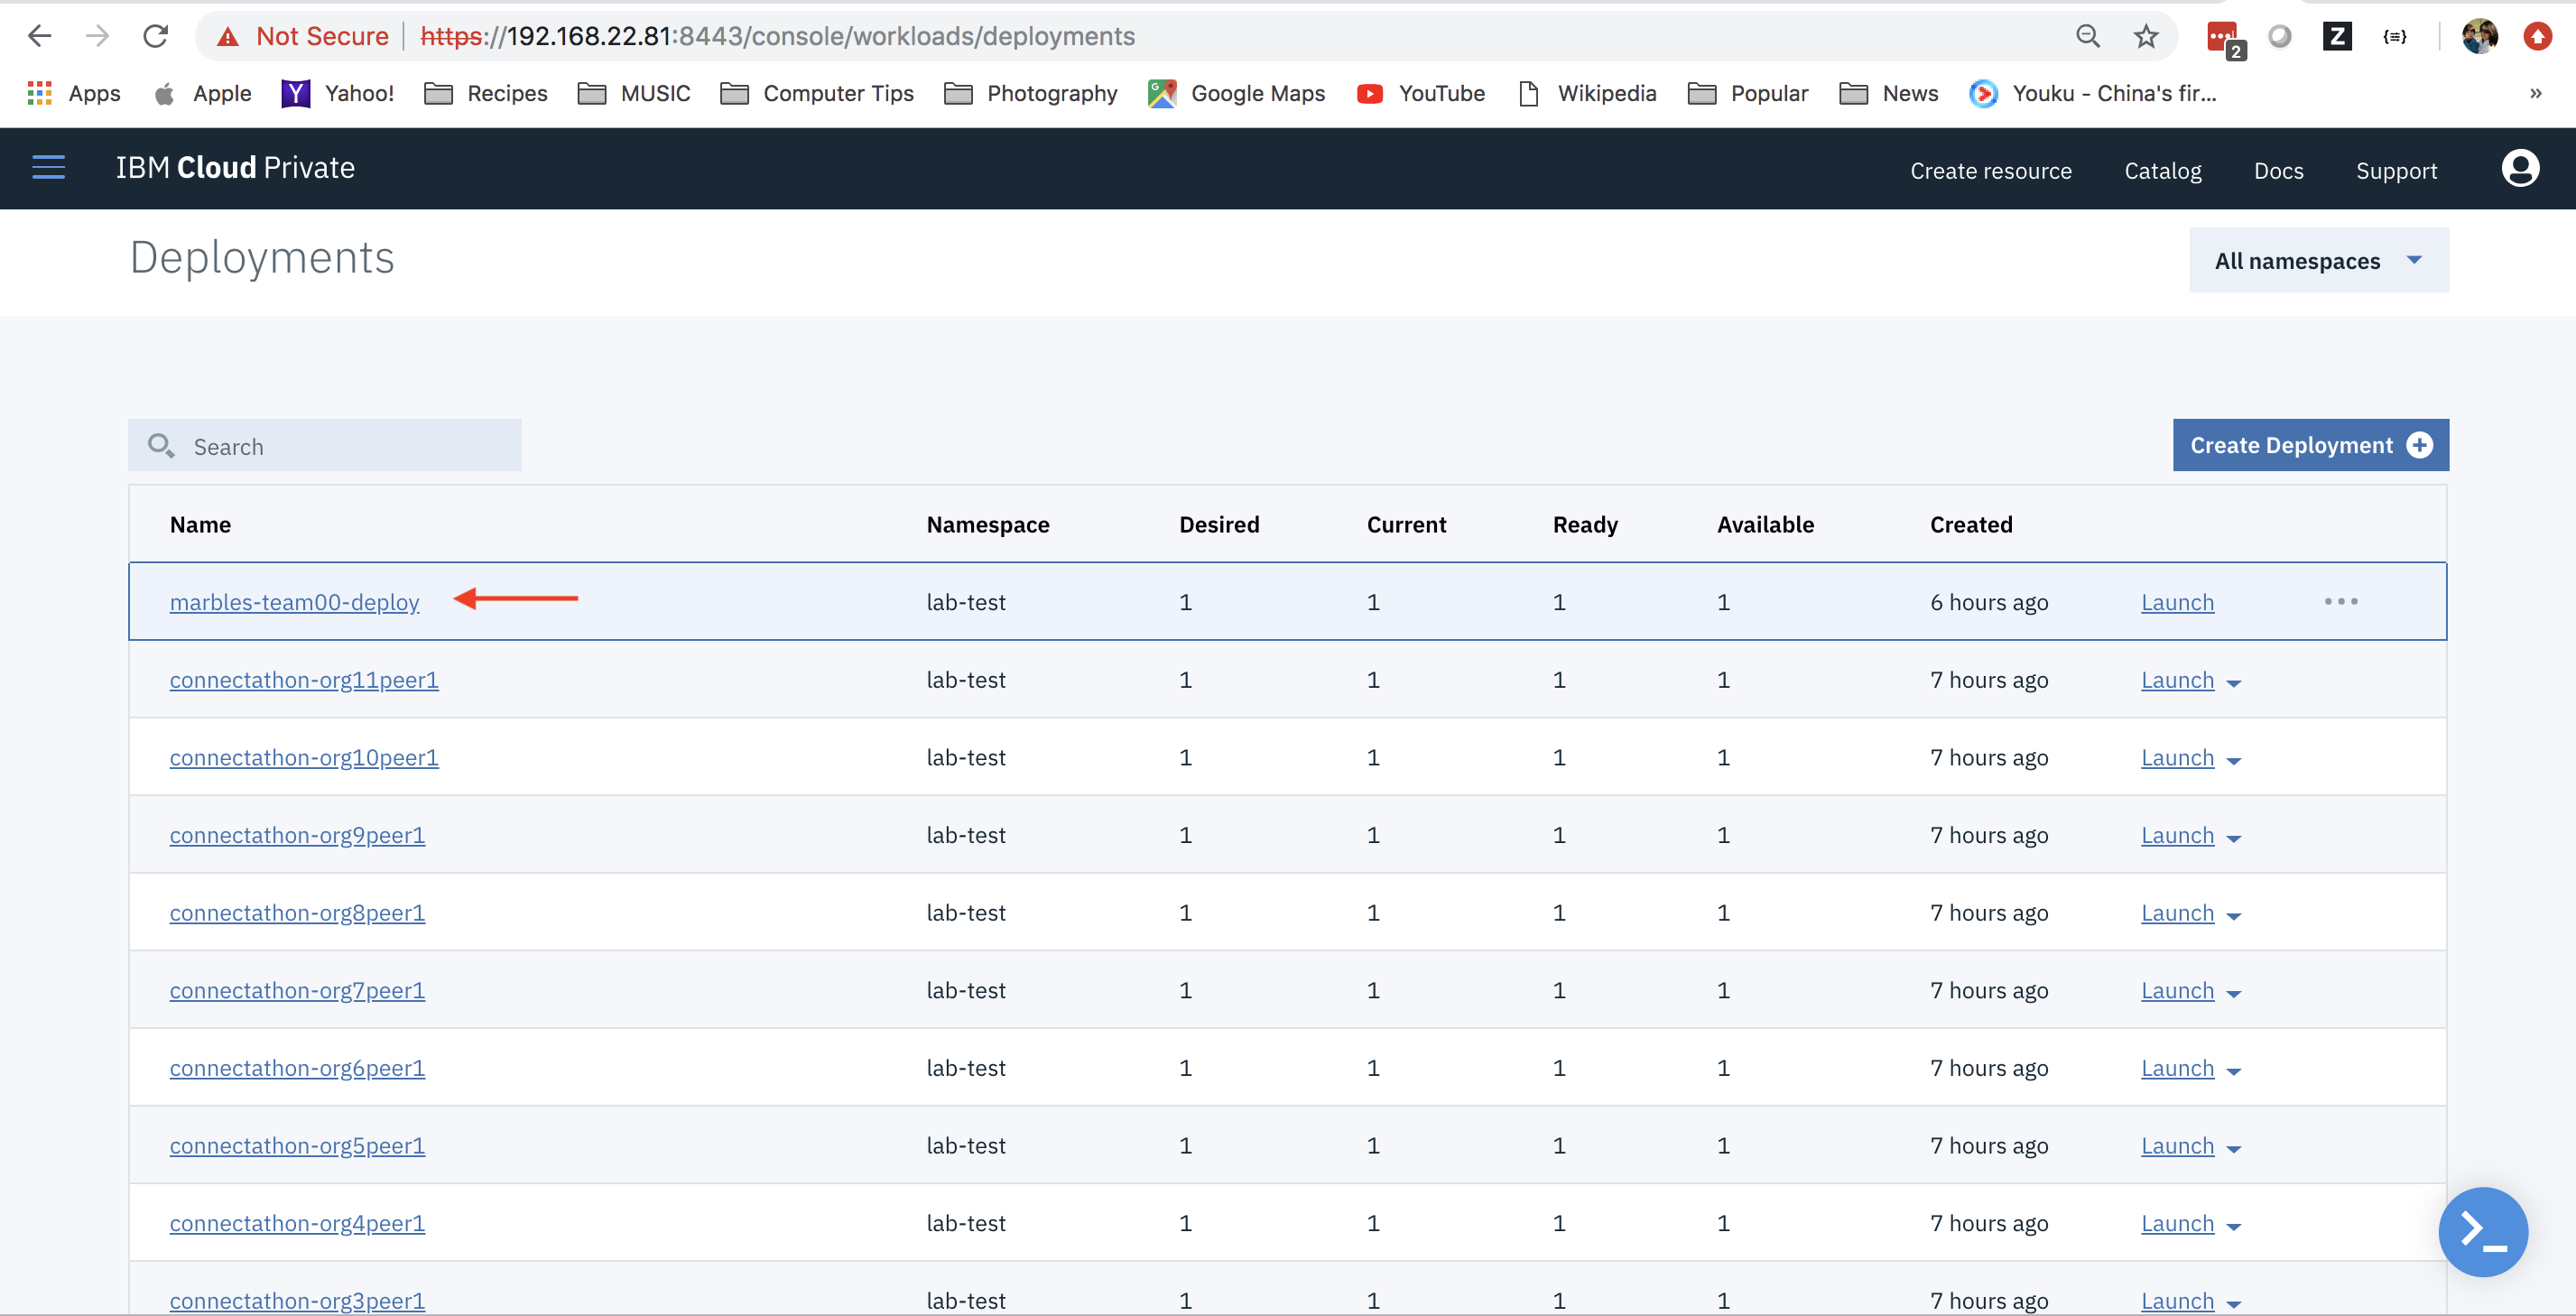 Not Secure https://192.168.22.81:8443/console/workloads/deployments 2 Z {≡}
Apps Apple Y Yahoo! Recipes MUSIC Computer Tips Photography G Google Maps YouTube Wikipedia Popular News Youku - China's fir... »
IBM Cloud Private Create resource Catalog Docs Support
Deployments All namespaces
Search Create Deployment
Name Namespace Desired Current Ready Available Created
marbles-team00-deploy lab-test 1 1 1 1 6 hours ago Launch
connectathon-org11peer1 lab-test 1 1 1 1 7 hours ago Launch
connectathon-org10peer1 lab-test 1 1 1 1 7 hours ago Launch
connectathon-org9peer1 lab-test 1 1 1 1 7 hours ago Launch
connectathon-org8peer1 lab-test 1 1 1 1 7 hours ago Launch
connectathon-org7peer1 lab-test 1 1 1 1 7 hours ago Launch
connectathon-org6peer1 lab-test 1 1 1 1 7 hours ago Launch
connectathon-org5peer1 lab-test 1 1 1 1 7 hours ago Launch
connectathon-org4peer1 lab-test 1 1 1 1 7 hours ago Launch
connectathon-org3peer1 lab-test 1 1 1 1 7 hours ago Launch